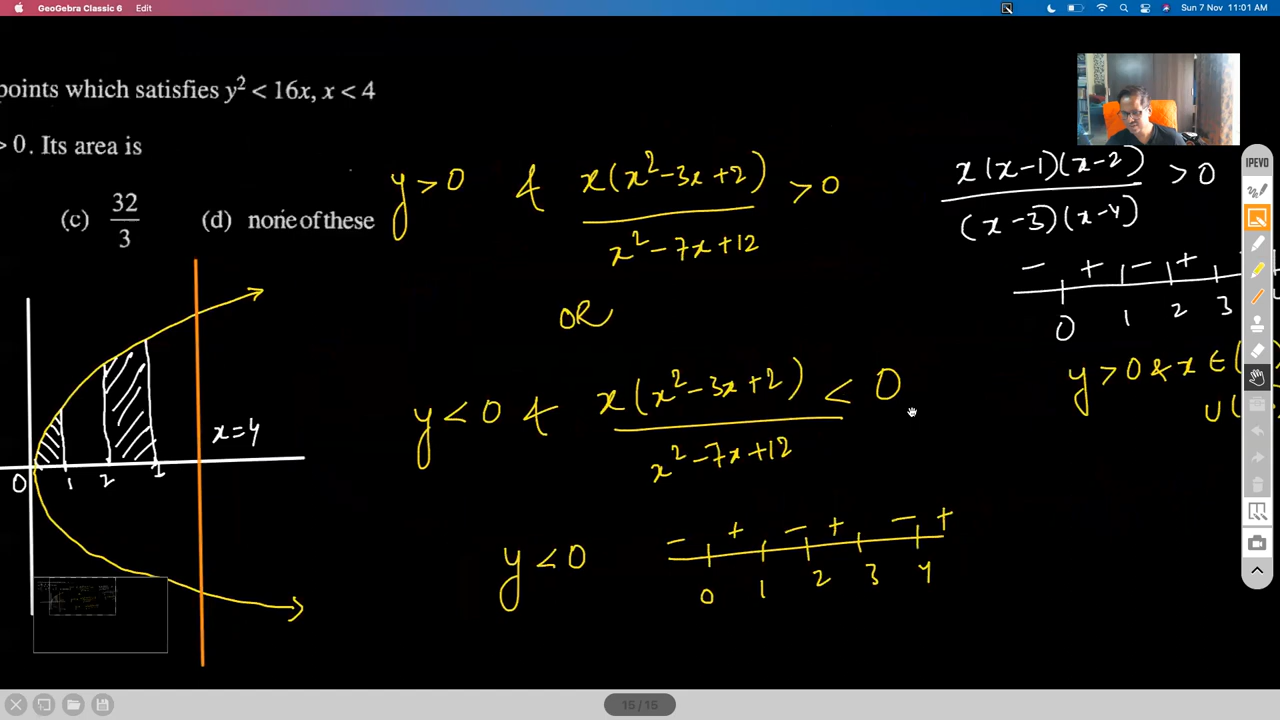 GeoGebra Classic 6 Edit
Sun 7 Nov 11:01 AM
points which satisfies y² < 16x, x < 4
> 0. Its area is
(c) 32/3 (d) none of these
y > 0 & x(x²-3x+2)/(x²-7x+12) > 0
OR
y < 0 & x(x²-3x+2)/(x²-7x+12) < 0
y < 0
- + - + - +
0 1 2 3 4
x(x-1)(x-2)/((x-3)(x-4)) > 0
- + - +
0 1 2 3
y > 0 & x ∈ (
∪ (
x=4
0 1 2
IPEVO
15 / 15